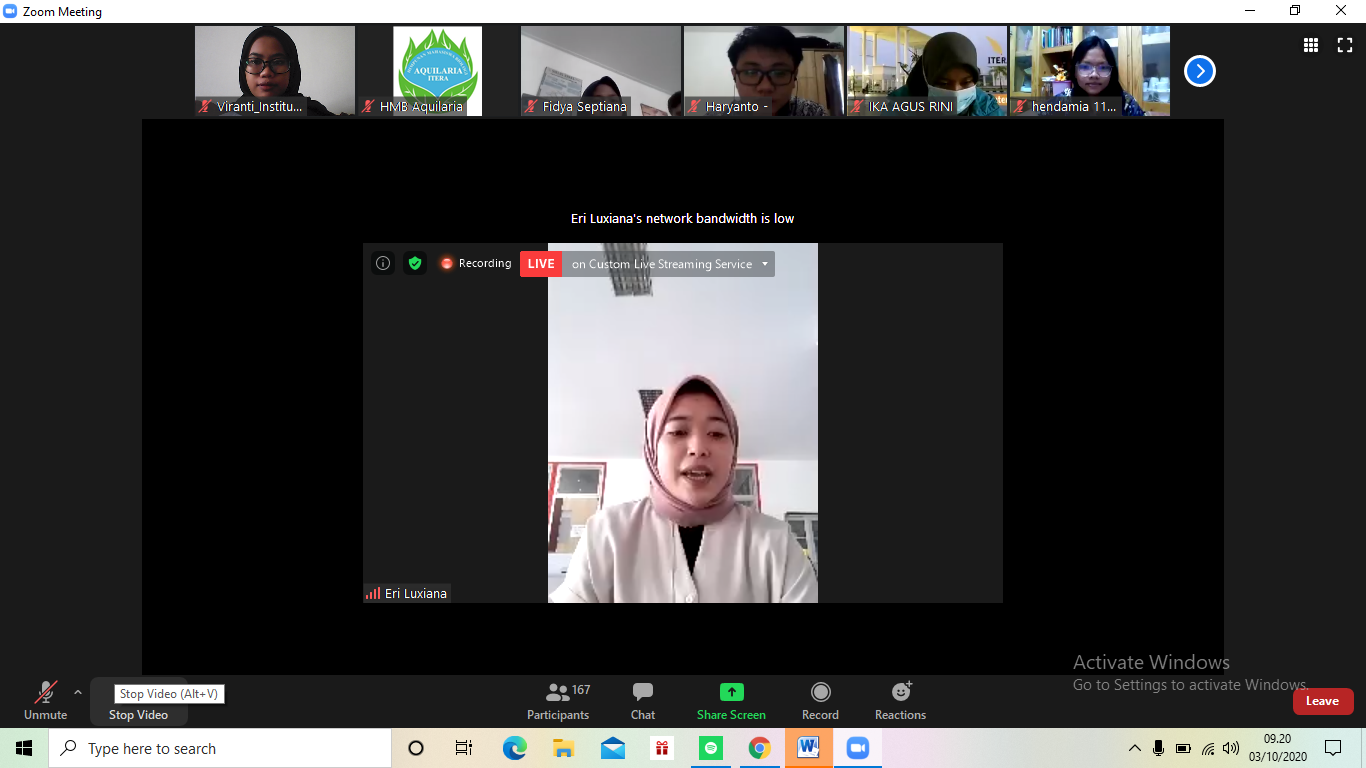 Zoom Meeting
Viranti_Institu...
HMB Aquilaria
AQUILARIA
ITERA
Fidya Septiana
Haryanto -
IKA AGUS RINI
ITER
hendamia 11...
Eri Luxiana's network bandwidth is low
Recording
LIVE on Custom Live Streaming Service
Eri Luxiana
Activate Windows
Go to Settings to activate Windows.
Stop Video (Alt+V)
Unmute
Stop Video
167
Participants
Chat
Share Screen
Record
Reactions
Leave
Type here to search
09.20
03/10/2020